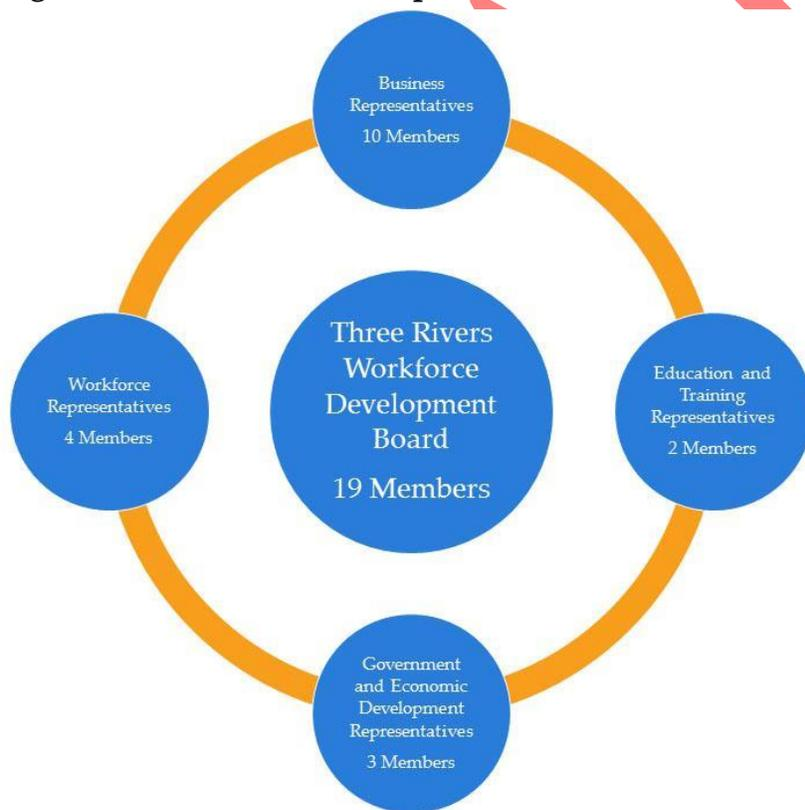 Business
Representatives
10 Members
Three Rivers
Workforce
Development
Board
19 Members
Workforce
Representatives
4 Members
Education and
Training
Representatives
2 Members
Government
and Economic
Development
Representatives
3 Members